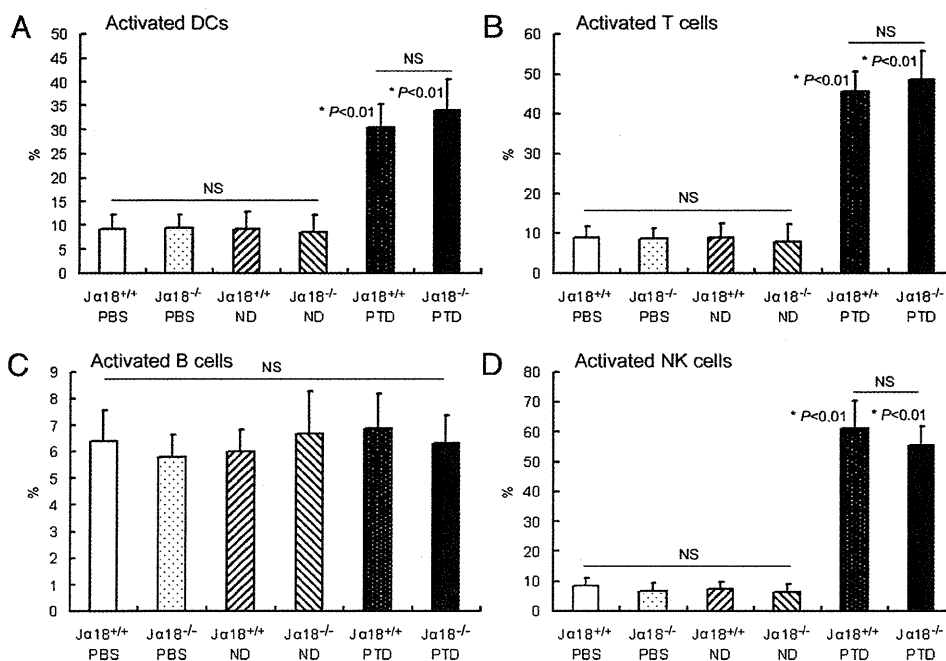 A Activated DCs
50
45
40
35
30
25
20
15
10
5
0
%
NS
NS
* P<0.01
* P<0.01
Jα18+/+ Jα18-/- Jα18+/+ Jα18-/- Jα18+/+ Jα18-/-
PBS PBS ND ND PTD PTD
B Activated T cells
60
50
40
30
20
10
0
%
NS
NS
* P<0.01
* P<0.01
Jα18+/+ Jα18-/- Jα18+/+ Jα18-/- Jα18+/+ Jα18-/-
PBS PBS ND ND PTD PTD
C Activated B cells
9
8
7
6
5
4
3
2
1
0
%
NS
Jα18+/+ Jα18-/- Jα18+/+ Jα18-/- Jα18+/+ Jα18-/-
PBS PBS ND ND PTD PTD
D Activated NK cells
80
70
60
50
40
30
20
10
0
%
NS
NS
* P<0.01
* P<0.01
Jα18+/+ Jα18-/- Jα18+/+ Jα18-/- Jα18+/+ Jα18-/-
PBS PBS ND ND PTD PTD